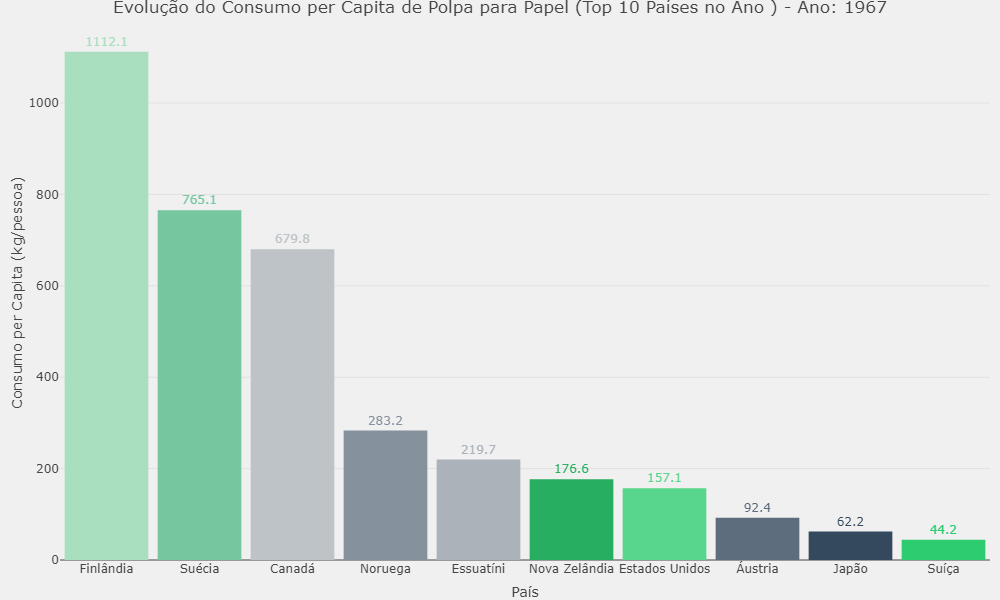 Evolução do Consumo per Capita de Polpa para Papel (Top 10 Países no Ano ) - Ano: 1967
Consumo per Capita (kg/pessoa)
1000
800
600
400
200
0
1112.1
765.1
679.8
283.2
219.7
176.6
157.1
92.4
62.2
44.2
Finlândia
Suécia
Canadá
Noruega
Essuatíni
Nova Zelândia
Estados Unidos
Áustria
Japão
Suíça
País